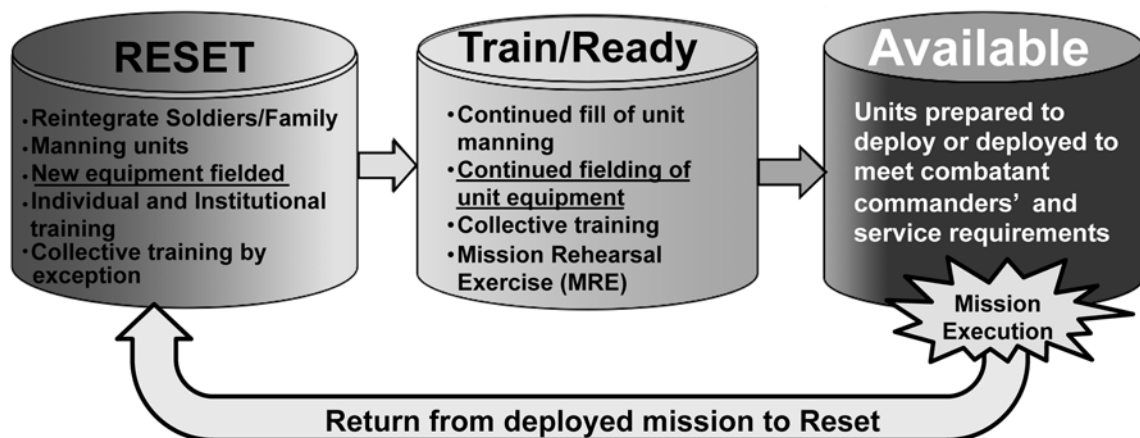 RESET
• Reintegrate Soldiers/Family
• Manning units
• New equipment fielded
• Individual and Institutional
training
• Collective training by
exception
Train/Ready
• Continued fill of unit
manning
• Continued fielding of
unit equipment
• Collective training
• Mission Rehearsal
Exercise (MRE)
Available
Units prepared to
deploy or deployed to
meet combatant
commanders’ and
service requirements
Mission
Execution
Return from deployed mission to Reset